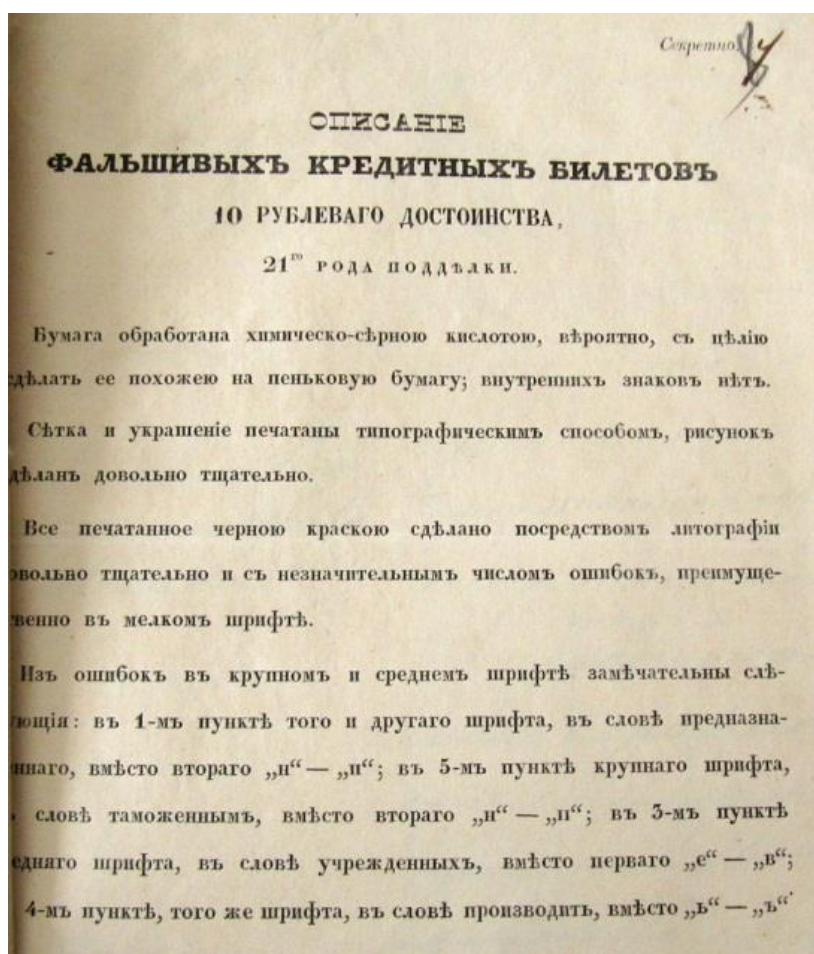 Секретно.
ОПИСАНІЕ
ФАЛЬШИВЫХЪ КРЕДИТНЫХЪ БИЛЕТОВЪ
10 РУБЛЕВАГО ДОСТОИНСТВА,
21го РОДА ПОДДѢЛКИ.
Бумага обработана химическо-сѣрною кислотою, вѣроятно, съ цѣлію
сдѣлать ее похожею на пеньковую бумагу; внутреннихъ знаковъ нѣтъ.
Сѣтка и украшеніе печатаны типографическимъ способомъ, рисунокъ
дѣланъ довольно тщательно.
Все печатанное черною краскою сдѣлано посредствомъ литографіи
овольно тщательно и съ незначительнымъ числомъ ошибокъ, преимуще-
венно въ мелкомъ шрифтѣ.
Изъ ошибокъ въ крупномъ и среднемъ шрифтѣ замѣчательны слѣ-
ющія: въ 1-мъ пунктѣ того и другаго шрифта, въ словѣ предназна-
ннаго, вмѣсто втораго „н“ — „п“; въ 5-мъ пунктѣ крупнаго шрифта,
словѣ таможеннымъ, вмѣсто втораго „н“ — „п“; въ 3-мъ пунктѣ
едняго шрифта, въ словѣ учрежденныхъ, вмѣсто перваго „е“ — „в“;
4-мъ пунктѣ, того же шрифта, въ словѣ производить, вмѣсто „ь“ — „ъ“